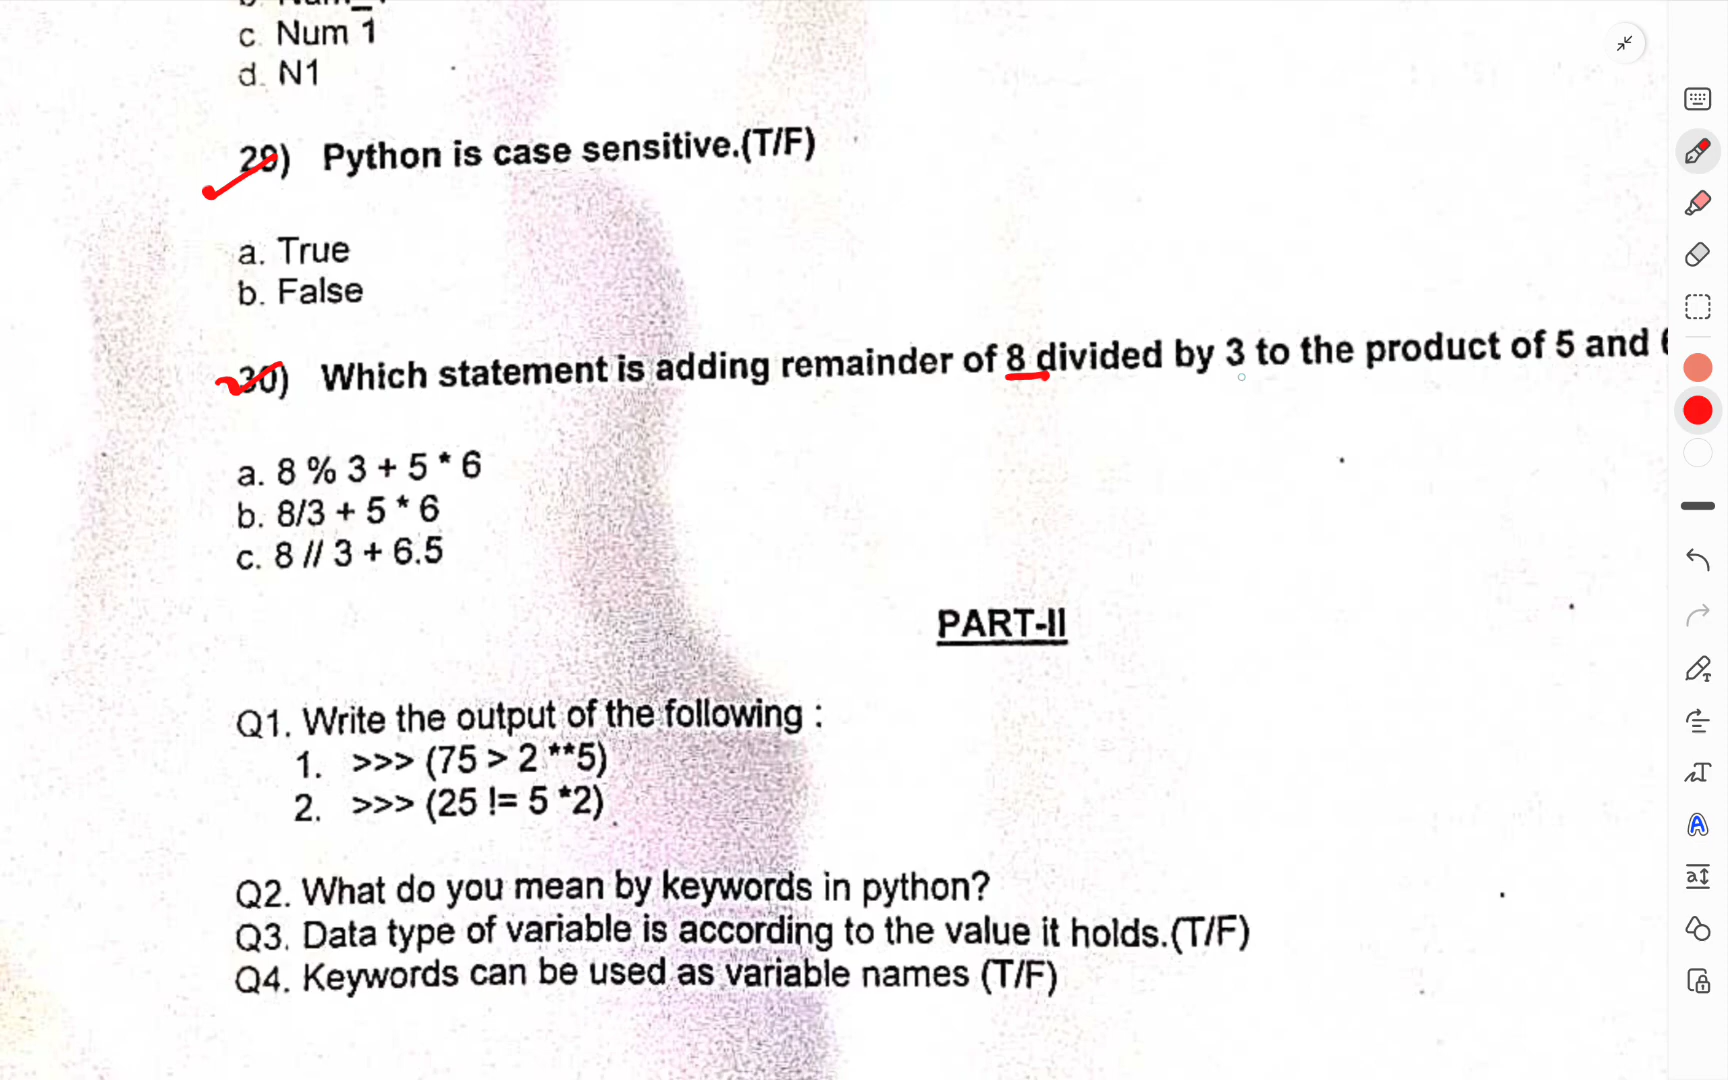 c. Num 1
d. N1
29) Python is case sensitive.(T/F)
a. True
b. False
30) Which statement is adding remainder of 8 divided by 3 to the product of 5 and
a. 8 % 3 + 5 * 6
b. 8/3 + 5 * 6
c. 8 // 3 + 6.5
PART-II
Q1. Write the output of the following :
1. >>> (75 > 2 **5)
2. >>> (25 != 5 *2)
Q2. What do you mean by keywords in python?
Q3. Data type of variable is according to the value it holds.(T/F)
Q4. Keywords can be used as variable names (T/F)